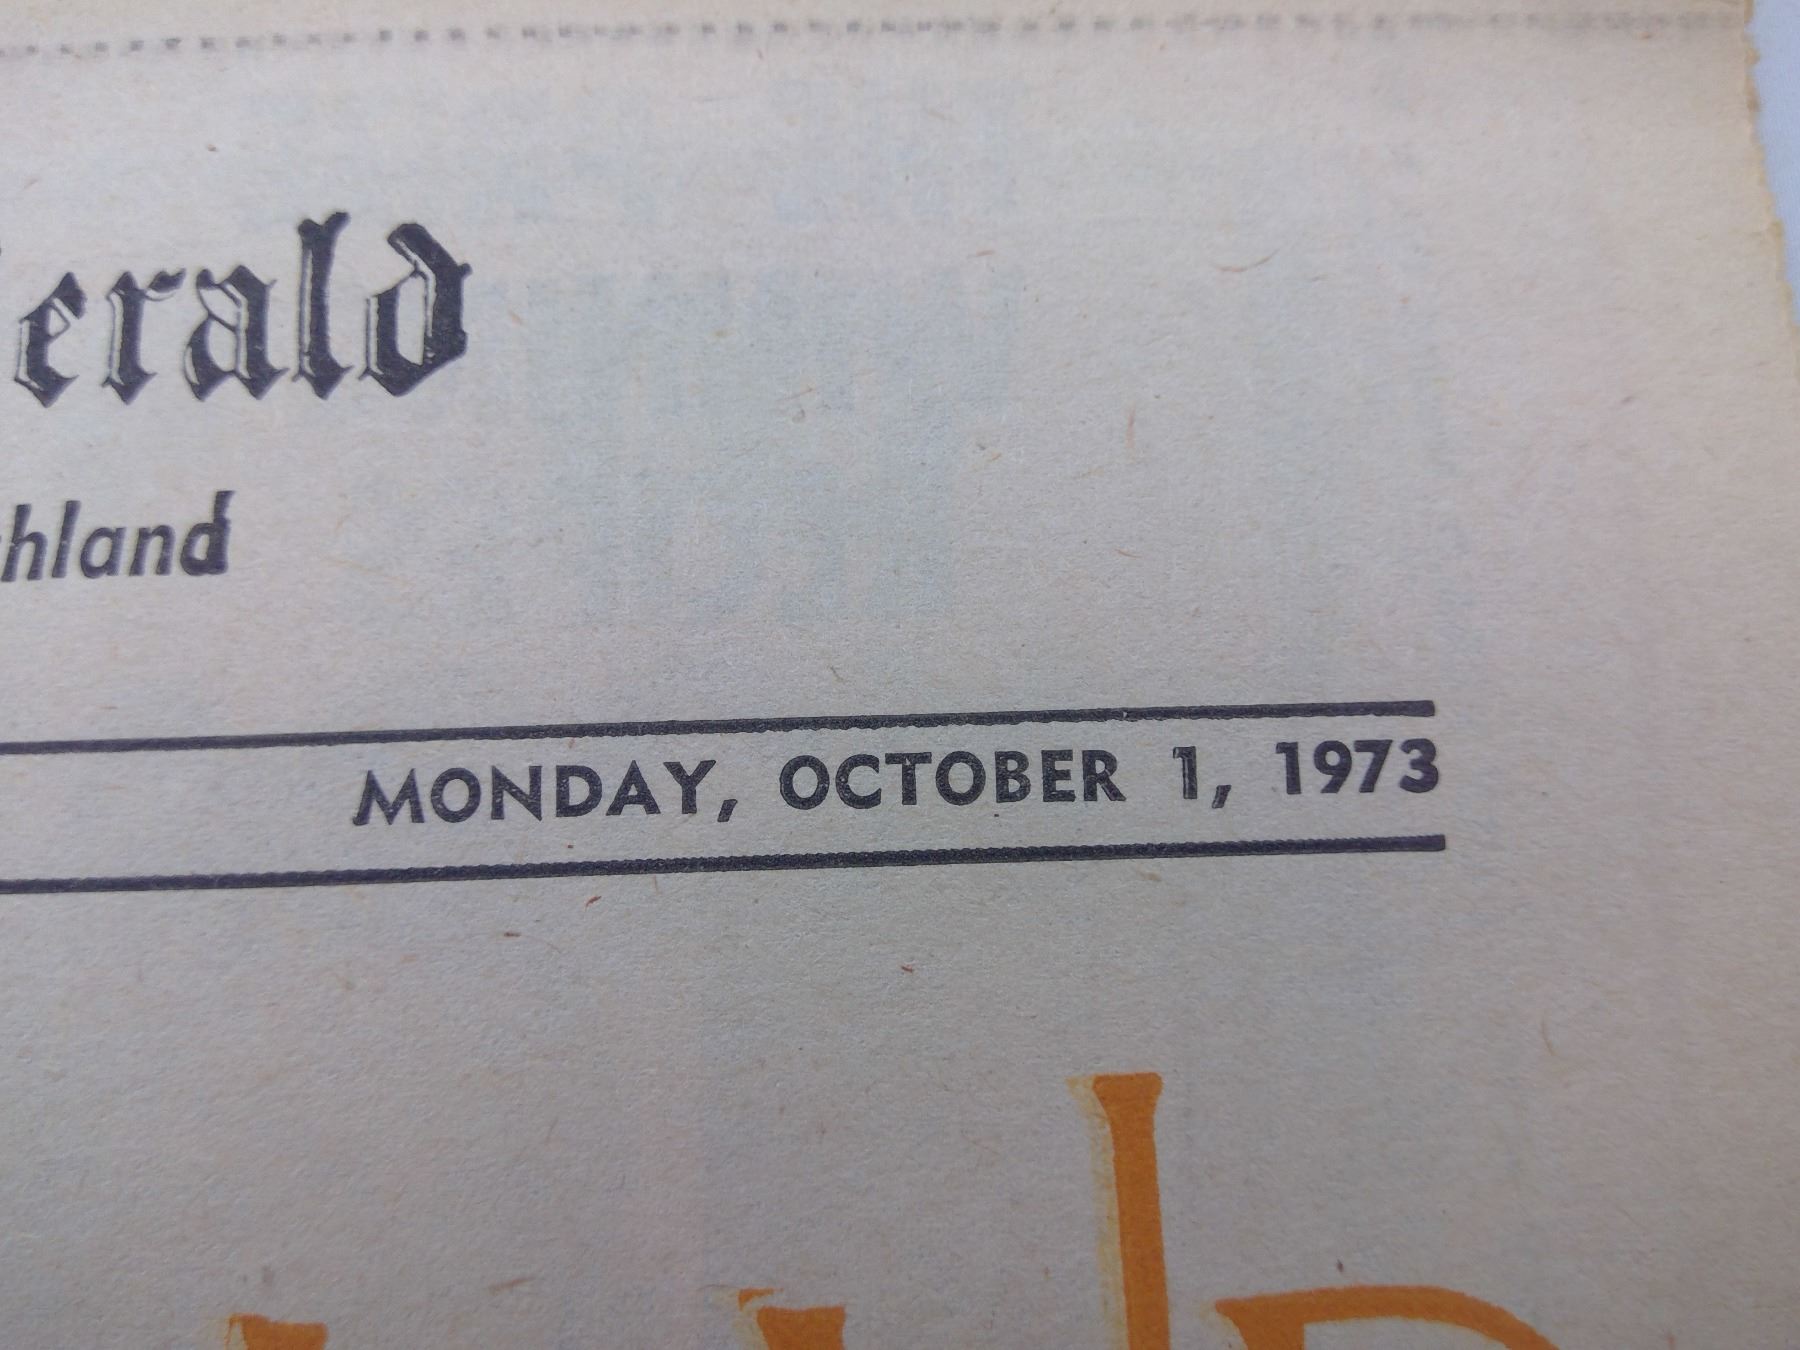 erald
hland
MONDAY, OCTOBER 1, 1973